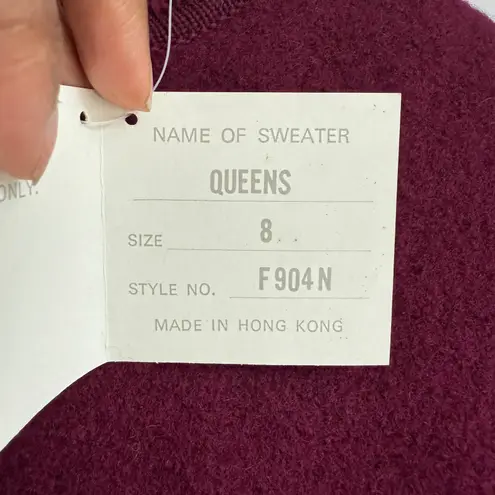 NAME OF SWEATER
QUEENS
SIZE 8
STYLE NO. F904N
MADE IN HONG KONG
ONLY.